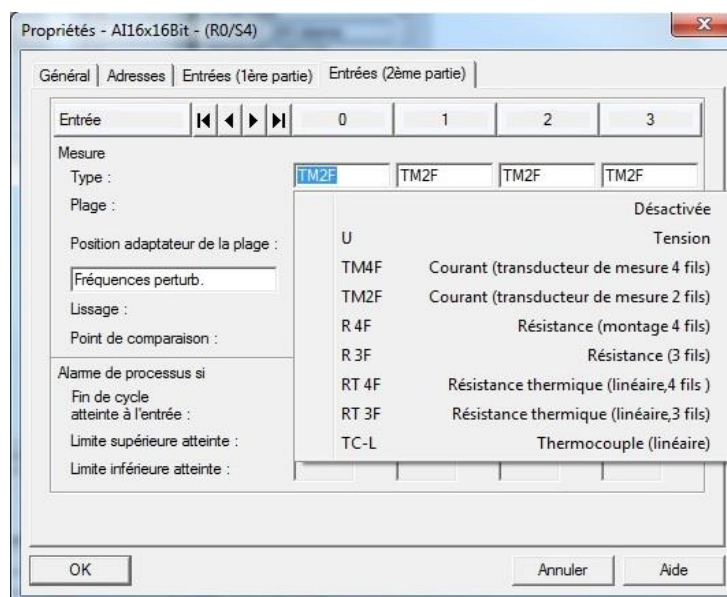 Propriétés - AI16x16Bit - (R0/S4)
Général Adresses Entrées (1ère partie) Entrées (2ème partie)
Entrée 0 1 2 3
Mesure
Type : TM2F TM2F TM2F TM2F
Plage :
Désactivée
Position adaptateur de la plage :
U Tension
TM4F Courant (transducteur de mesure 4 fils)
Fréquences perturb.
TM2F Courant (transducteur de mesure 2 fils)
Lissage :
R 4F Résistance (montage 4 fils)
Point de comparaison :
R 3F Résistance (3 fils)
Alarme de processus si
RT 4F Résistance thermique (linéaire,4 fils )
Fin de cycle
atteinte à l'entrée :
RT 3F Résistance thermique (linéaire,3 fils)
Limite supérieure atteinte :
TC-L Thermocouple (linéaire)
Limite inférieure atteinte :
OK Annuler Aide